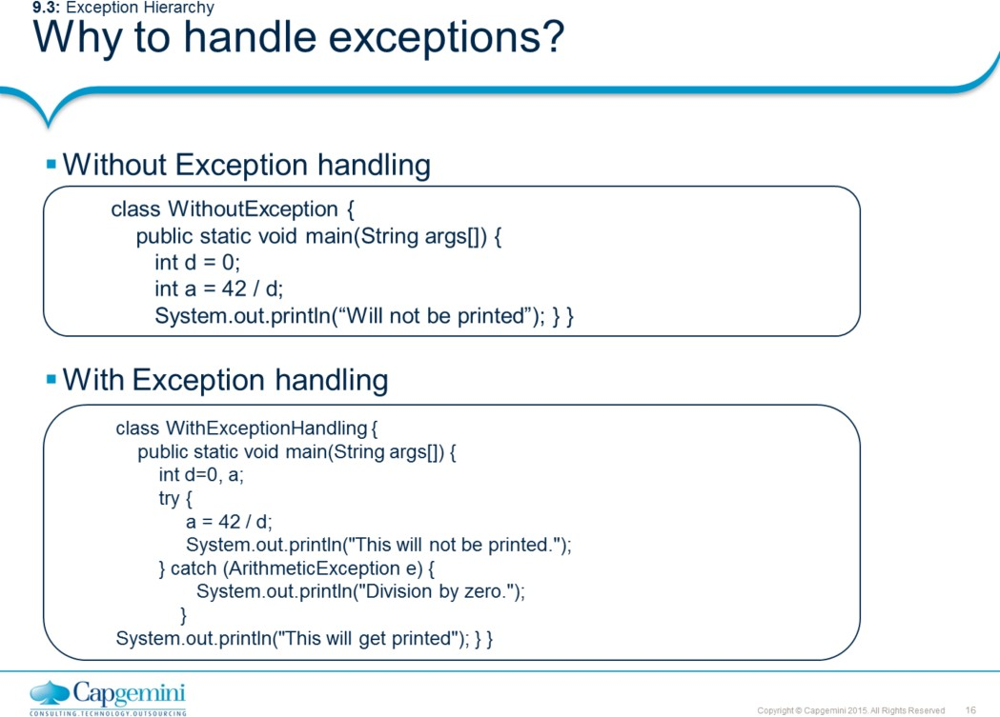 9.3: Exception Hierarchy
Why to handle exceptions?
▪ Without Exception handling
class WithoutException {
public static void main(String args[]) {
int d = 0;
int a = 42 / d;
System.out.println(“Will not be printed”); } }
▪ With Exception handling
class WithExceptionHandling {
public static void main(String args[]) {
int d=0, a;
try {
a = 42 / d;
System.out.println("This will not be printed.");
} catch (ArithmeticException e) {
System.out.println("Division by zero.");
}
System.out.println("This will get printed"); } }
Capgemini
CONSULTING.TECHNOLOGY.OUTSOURCING
Copyright © Capgemini 2015. All Rights Reserved 16